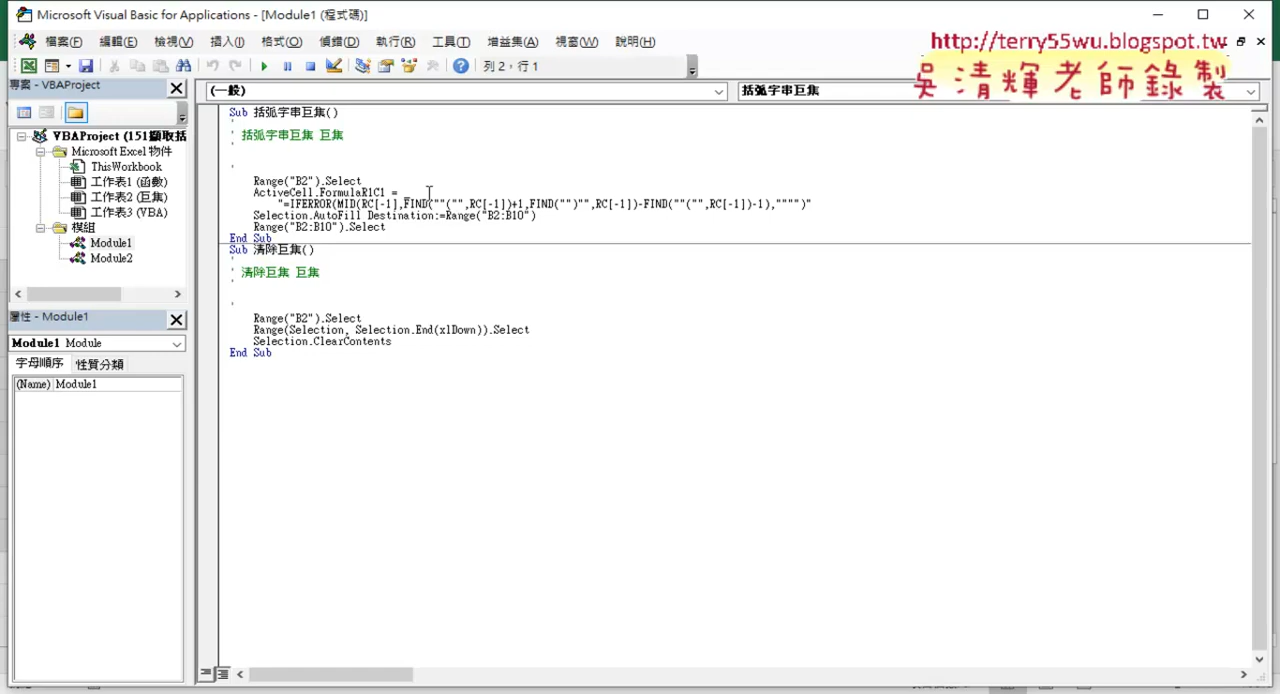 Microsoft Visual Basic for Applications - [Module1 (程式碼)]
檔案(F) 編輯(E) 檢視(V) 插入(I) 格式(O) 偵錯(D) 執行(R) 工具(T) 增益集(A) 視窗(W) 說明(H)
http://terry55wu.blogspot.tw
列 2，行 1
吳清輝老師錄製
專案 - VBAProject
(一般)
括弧字串巨集
VBAProject (151擷取括
Microsoft Excel 物件
ThisWorkbook
工作表1 (函數)
工作表2 (巨集)
工作表3 (VBA)
模組
Module1
Module2
屬性 - Module1
Module1 Module
字母順序 性質分類
(Name) Module1
Sub 括弧字串巨集()
'
' 括弧字串巨集 巨集
'
'
Range("B2").Select
ActiveCell.FormulaR1C1 = _
"=IFERROR(MID(RC[-1],FIND(""("",RC[-1])+1,FIND("")"",RC[-1])-FIND(""("",RC[-1])-1),"""")"
Selection.AutoFill Destination:=Range("B2:B10")
Range("B2:B10").Select
End Sub
Sub 清除巨集()
'
' 清除巨集 巨集
'
'
Range("B2").Select
Range(Selection, Selection.End(xlDown)).Select
Selection.ClearContents
End Sub